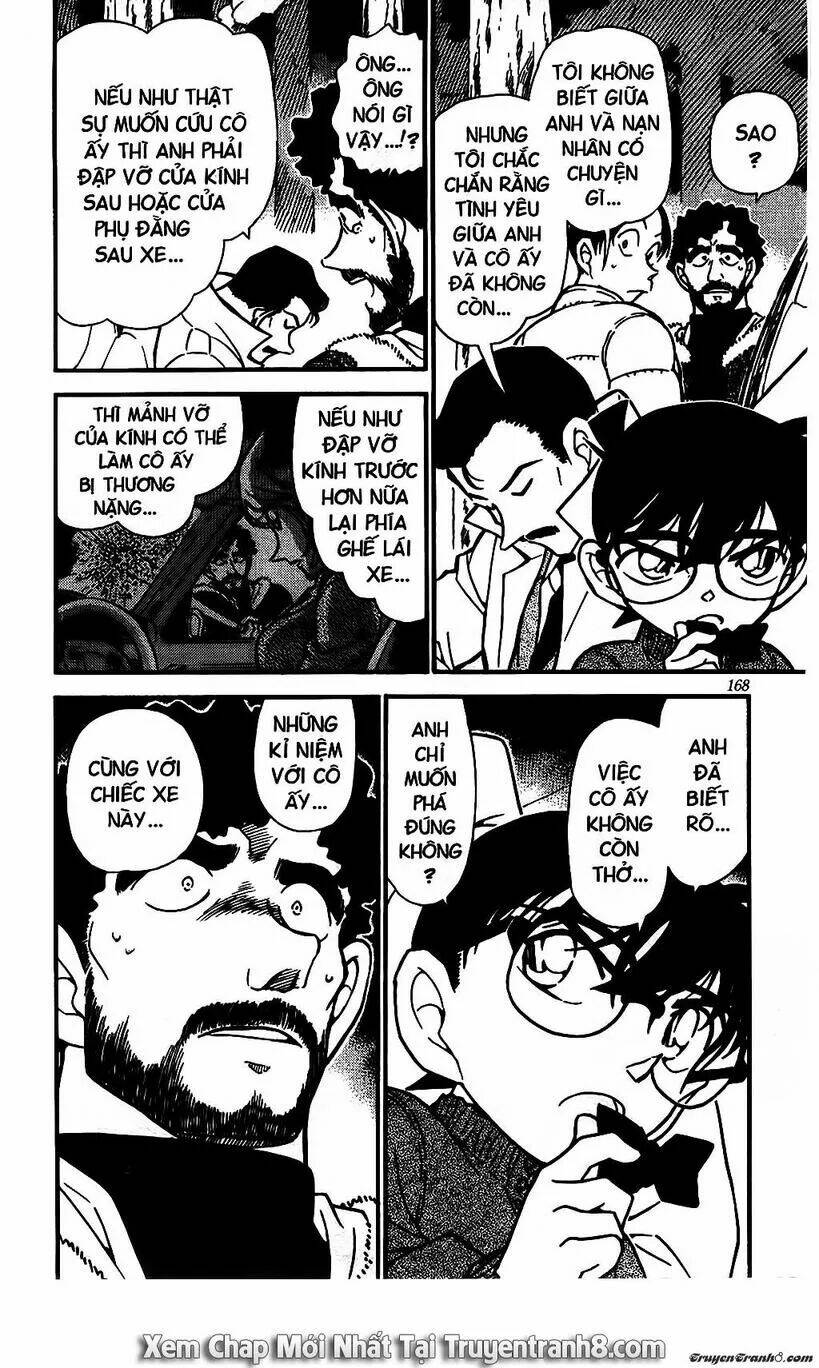 SAO
?
TÔI KHÔNG
BIẾT GIỮA
ANH VÀ NẠN
NHÂN CÓ
CHUYỆN
GÌ...
NHƯNG
TÔI CHẮC
CHẮN RẰNG
TÌNH YÊU
GIỮA ANH
VÀ CÔ ẤY
ĐÃ KHÔNG
CÒN...
ÔNG...
ÔNG
NÓI GÌ
VẬY...!?
NẾU NHƯ THẬT
SỰ MUỐN CỨU CÔ
ẤY THÌ ANH PHẢI
ĐẬP VỠ CỦA KÍNH
SAU HOẶC CỦA
PHỤ ĐẰNG
SAU XE...
NẾU NHƯ
ĐẬP VỠ
KÍNH TRƯỚC
HƠN NỮA
LẠI PHÍA
GHẾ LÁI
XE...
THÌ MẢNH VỠ
CỦA KÍNH CÓ THỂ
LÀM CÔ ẤY
BỊ THƯƠNG
NẶNG...
168
ANH
ĐÃ
BIẾT
RÕ...
VIỆC
CÔ ẤY
KHÔNG
CÒN
THỞ...
ANH
CHỈ
MUỐN
PHÁ
ĐÚNG
KHÔNG
?
NHỮNG
KỈ NIỆM
VỚI CÔ
ẤY...
CÙNG VỚI
CHIẾC XE
NÀY...
Xem Chap Mới Nhất Tại Truyentranh8.com
TruyenTranh8.com